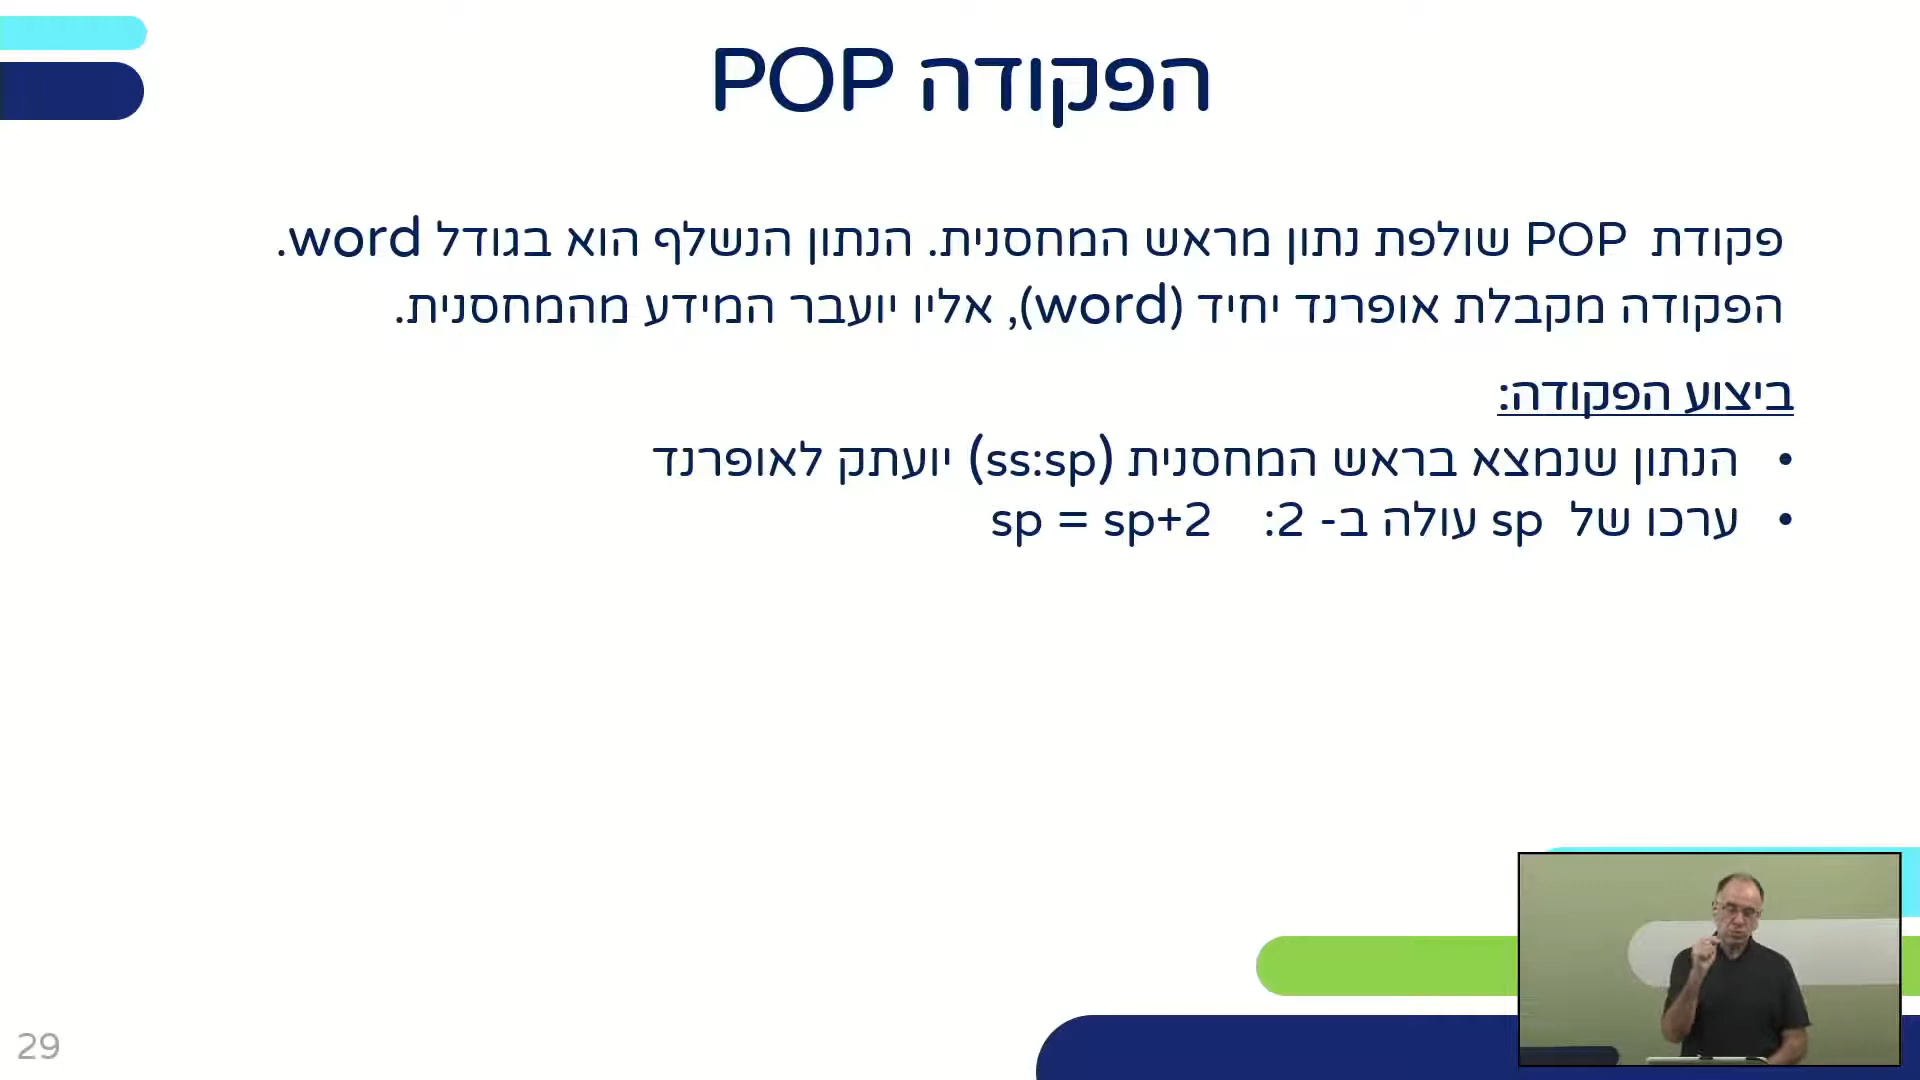 הפקודה POP
פקודת POP שולפת נתון מראש המחסנית. הנתון הנשלף הוא בגודל word.
הפקודה מקבלת אופרנד יחיד (word), אליו יועבר המידע מהמחסנית.
ביצוע הפקודה:
• הנתון שנמצא בראש המחסנית (ss:sp) יועתק לאופרנד
• ערכו של sp עולה ב- 2: sp = sp+2
29